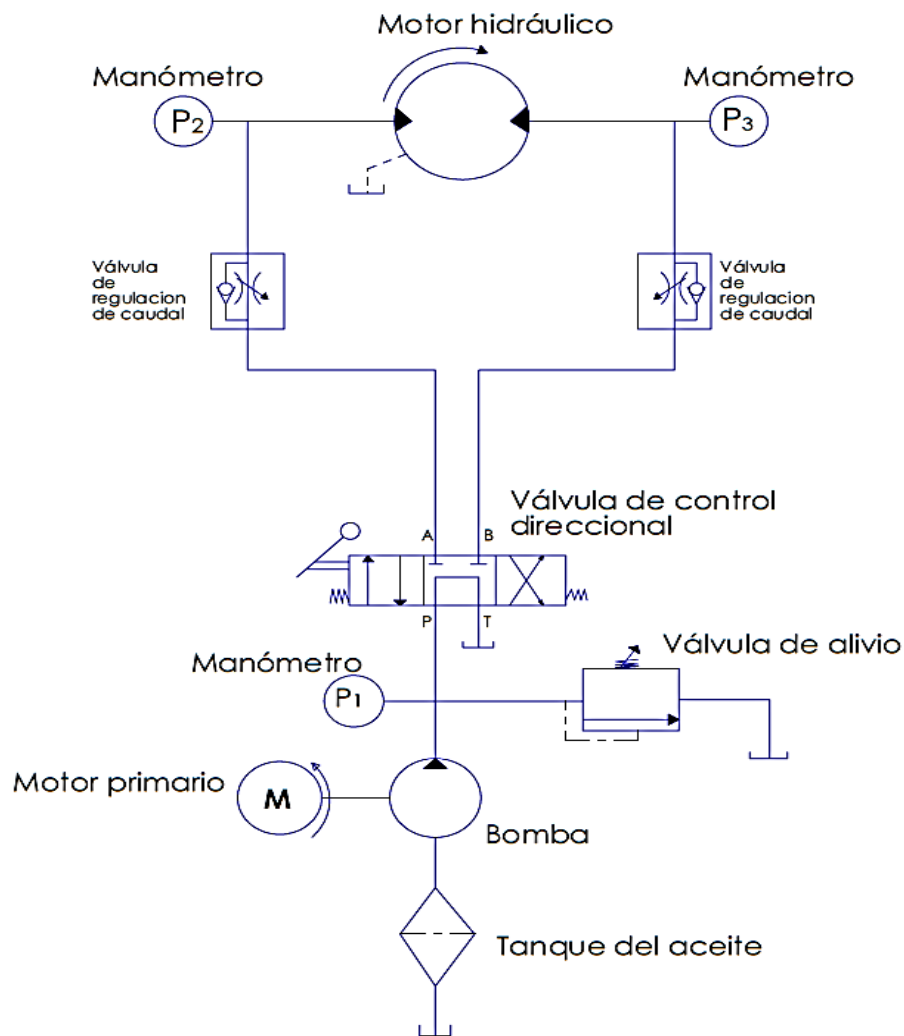 Motor hidráulico
Manómetro
Manómetro
P2
P3
Válvula
de
regulacion
de caudal
Válvula
de
regulacion
de caudal
Válvula de control
direccional
A
B
P
T
Válvula de alivio
Manómetro
P1
Motor primario
M
Bomba
Tanque del aceite